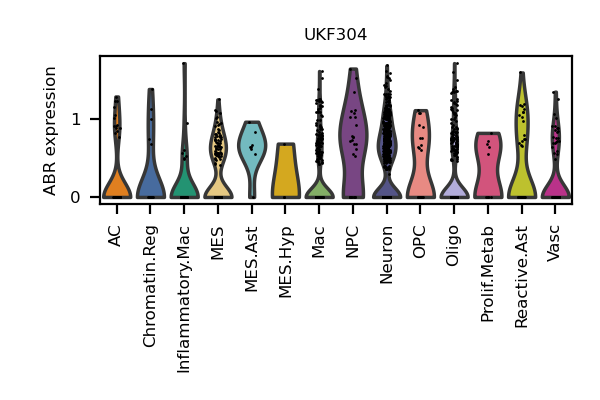 UKF304
ABR expression
1
0
AC
Chromatin.Reg
Inflammatory.Mac
MES
MES.Ast
MES.Hyp
Mac
NPC
Neuron
OPC
Oligo
Prolif.Metab
Reactive.Ast
Vasc